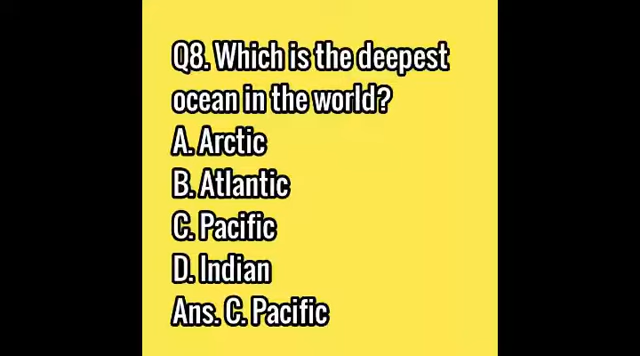 Q8. Which is the deepest
ocean in the world?
A. Arctic
B. Atlantic
C. Pacific
D. Indian
Ans. C. Pacific